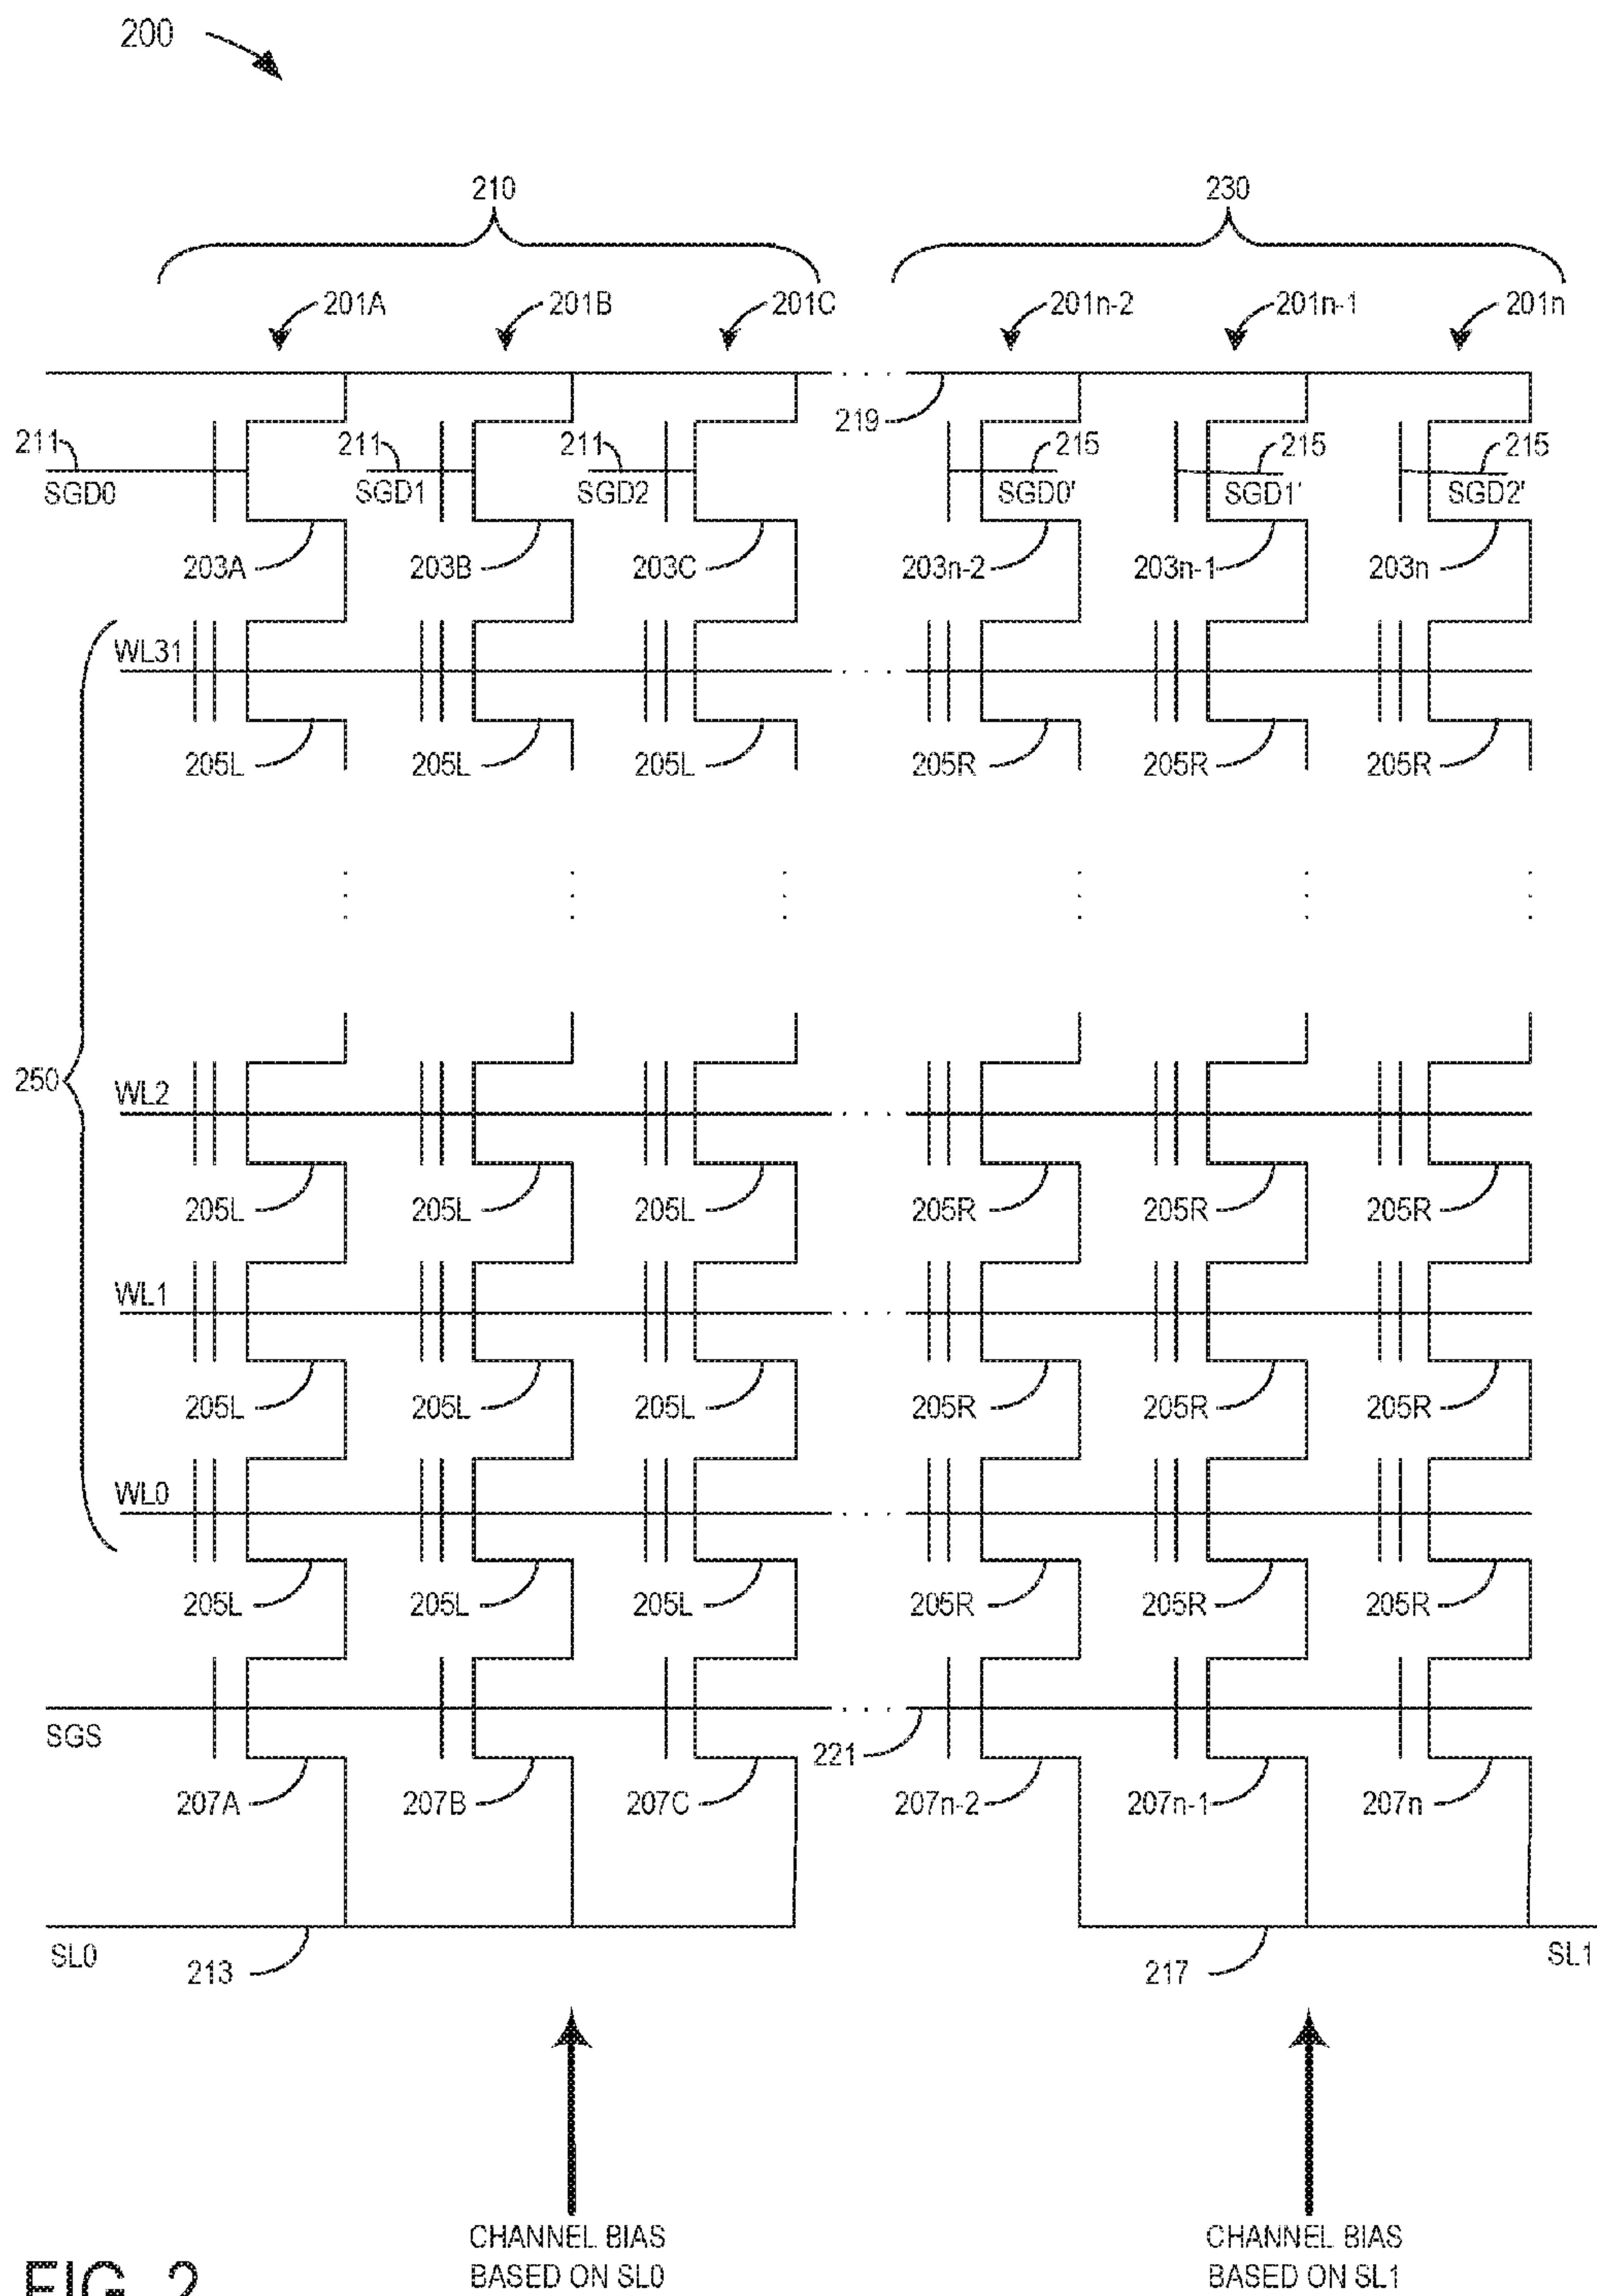 200
210 230
201A 201B 201C 201n-2 201n-1 201n
219
211 211 211 215 215 215
SGD0 SGD1 SGD2 SGD0' SGD1' SGD2'
203A 203B 203C 203n-2 203n-1 203n
WL31
205L 205L 205L 205R 205R 205R
250
WL2
205L 205L 205L 205R 205R 205R
WL1
205L 205L 205L 205R 205R 205R
WL0
205L 205L 205L 205R 205R 205R
SGS
221
207A 207B 207C 207n-2 207n-1 207n
SL0 213 217 SL1
CHANNEL BIAS CHANNEL BIAS
BASED ON SL0 BASED ON SL1
FIG. 2